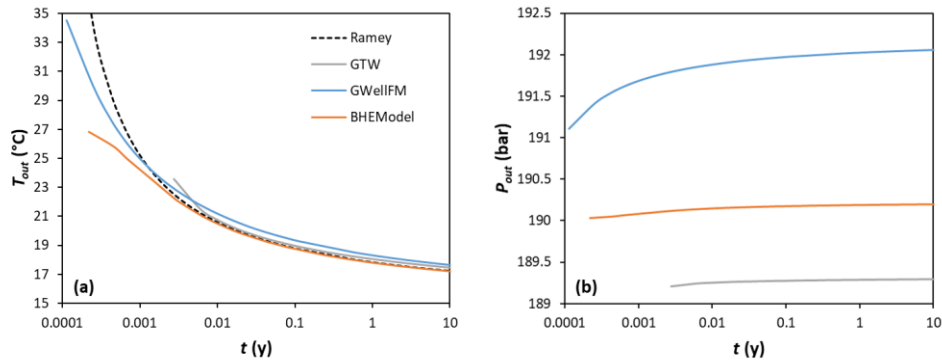 35
33
31
29
27
25
23
21
19
17
15
T_out (°C)
Ramey
GTW
GWellFM
BHEModel
(a)
0.0001 0.001 0.01 0.1 1 10
t (y)
192.5
192
191.5
191
190.5
190
189.5
189
P_out (bar)
(b)
0.0001 0.001 0.01 0.1 1 10
t (y)